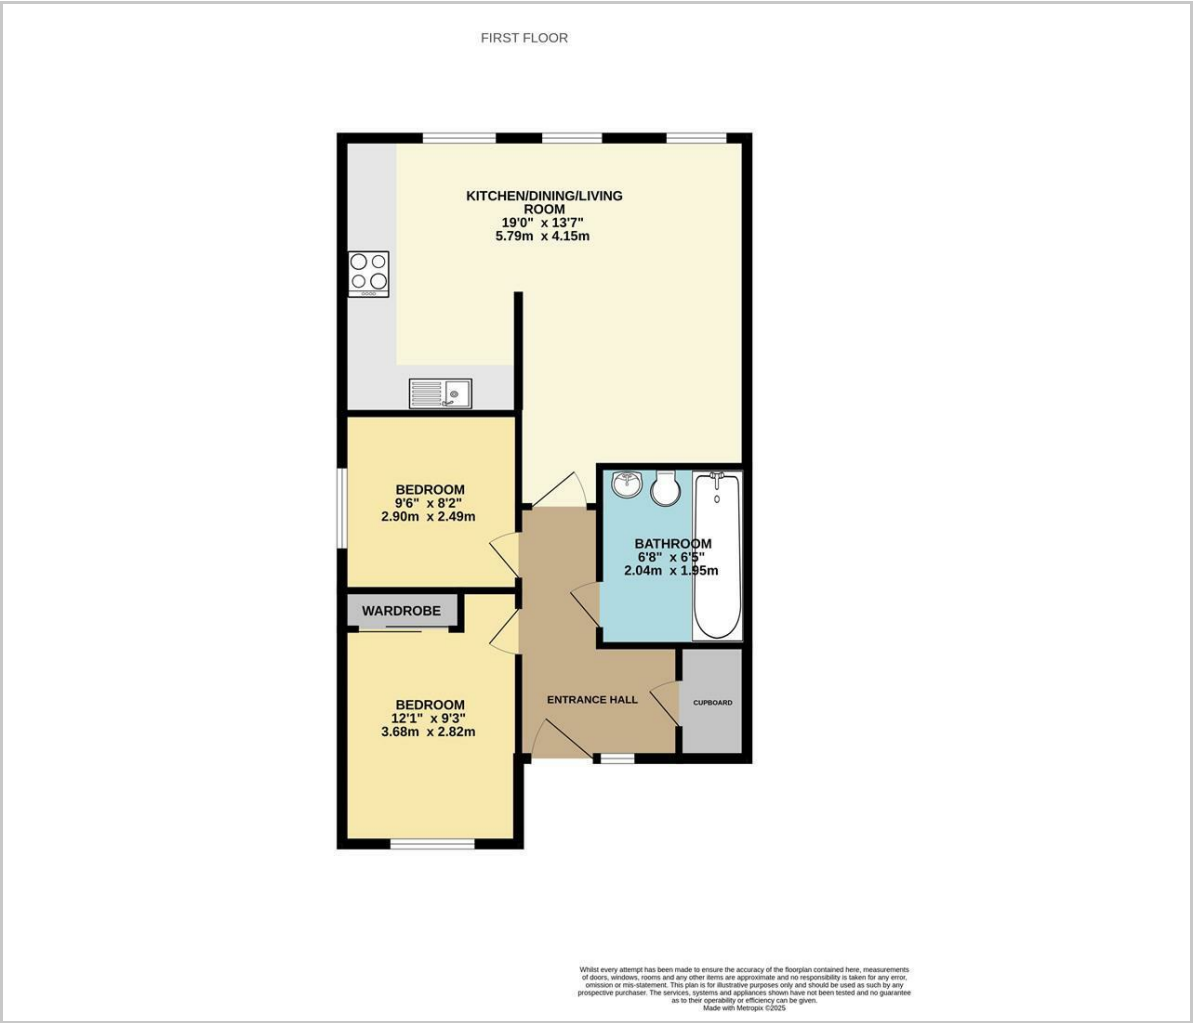 FIRST FLOOR
KITCHEN/DINING/LIVING
ROOM
19'0" x 13'7"
5.79m x 4.15m
BEDROOM
9'6" x 8'2"
2.90m x 2.49m
BATHROOM
6'8" x 6'5"
2.04m x 1.95m
WARDROBE
BEDROOM
12'1" x 9'3"
3.68m x 2.82m
ENTRANCE HALL
CUPBOARD
Whilst every attempt has been made to ensure the accuracy of the floorplan contained here, measurements
of doors, windows, rooms and any other items are approximate and no responsibility is taken for any error,
omission or mis-statement. This plan is for illustrative purposes only and should be used as such by any
prospective purchaser. The services, systems and appliances shown have not been tested and no guarantee
as to their operability or efficiency can be given.
Made with Metropix ©2025